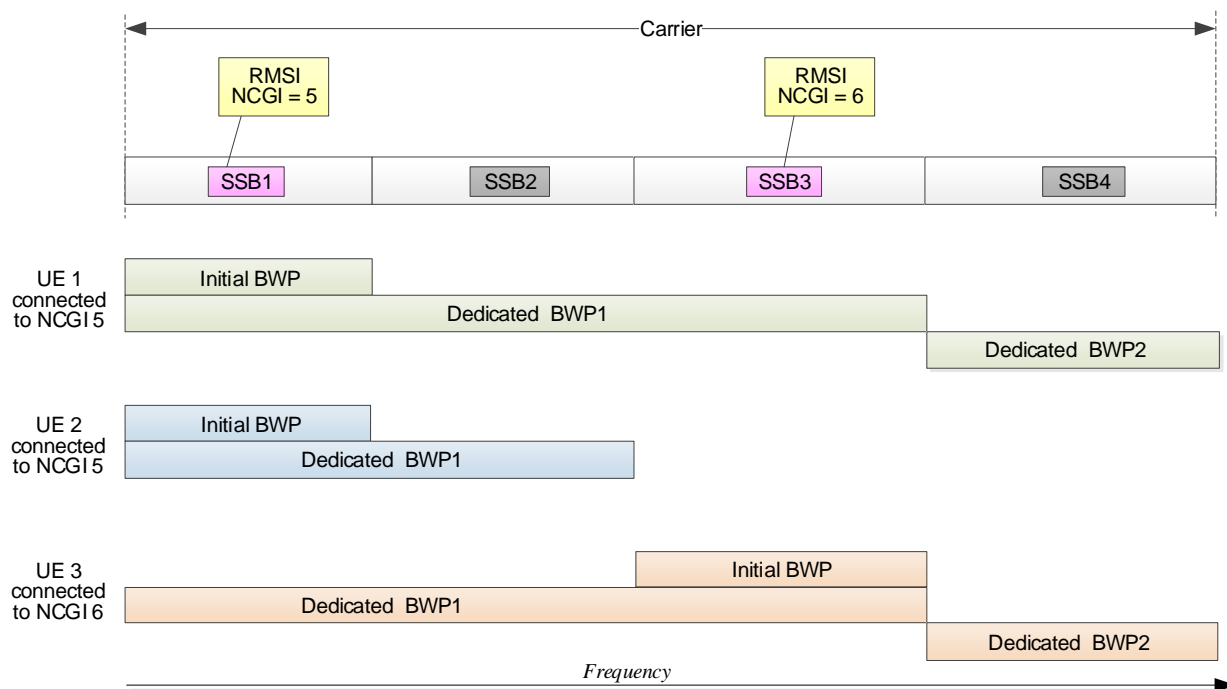 Carrier
RMSI
NCGI = 5
RMSI
NCGI = 6
SSB1
SSB2
SSB3
SSB4
UE 1
connected
to NCGI 5
Initial BWP
Dedicated BWP1
Dedicated BWP2
UE 2
connected
to NCGI 5
Initial BWP
Dedicated BWP1
UE 3
connected
to NCGI 6
Initial BWP
Dedicated BWP1
Dedicated BWP2
Frequency